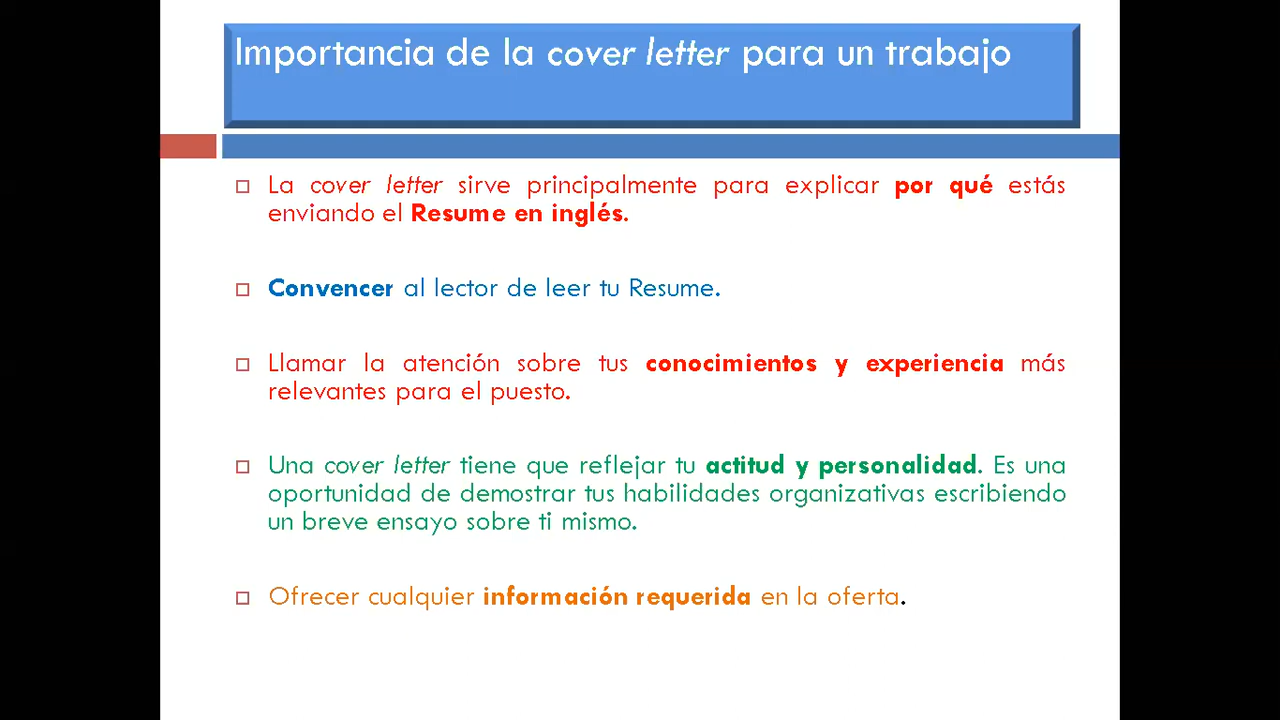 Importancia de la cover letter para un trabajo
La cover letter sirve principalmente para explicar por qué estás
enviando el Resume en inglés.
Convencer al lector de leer tu Resume.
Llamar la atención sobre tus conocimientos y experiencia más
relevantes para el puesto.
Una cover letter tiene que reflejar tu actitud y personalidad. Es una
oportunidad de demostrar tus habilidades organizativas escribiendo
un breve ensayo sobre ti mismo.
Ofrecer cualquier información requerida en la oferta.